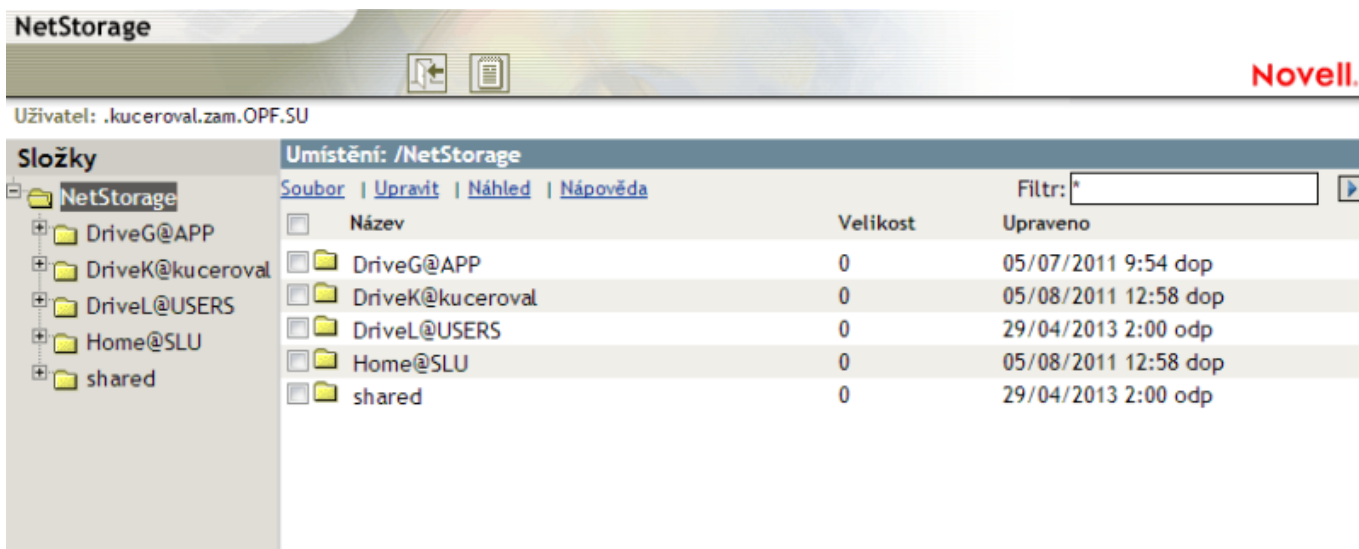 NetStorage
Novell.
Uživatel: .kuceroval.zam.OPF.SU
Složky
NetStorage
DriveG@APP
DriveK@kuceroval
DriveL@USERS
Home@SLU
shared
Umístění: /NetStorage
Soubor | Upravit | Náhled | Nápověda Filtr: *
Název Velikost Upraveno
DriveG@APP 0 05/07/2011 9:54 dop
DriveK@kuceroval 0 05/08/2011 12:58 dop
DriveL@USERS 0 29/04/2013 2:00 odp
Home@SLU 0 05/08/2011 12:58 dop
shared 0 29/04/2013 2:00 odp